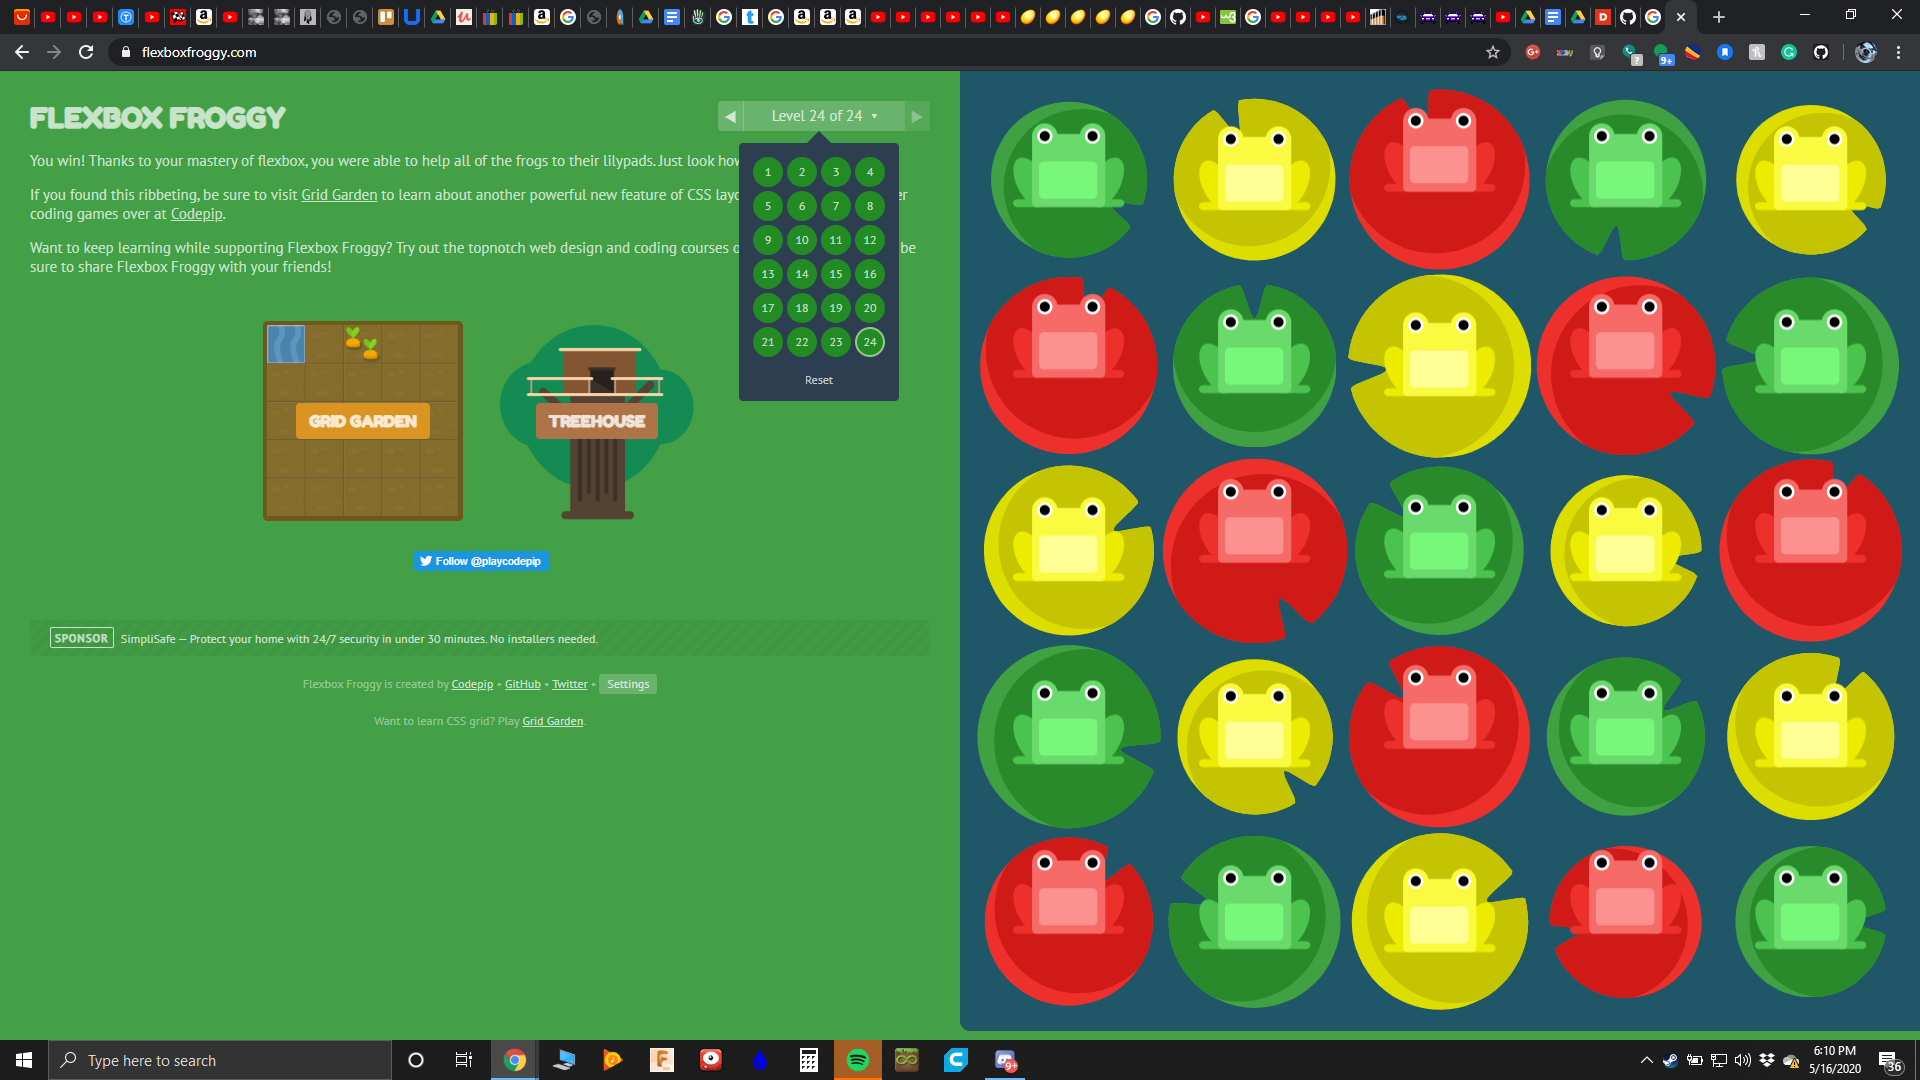 flexboxfroggy.com
FLEXBOX FROGGY
Level 24 of 24
You win! Thanks to your mastery of flexbox, you were able to help all of the frogs to their lilypads. Just look how
If you found this ribbeting, be sure to visit Grid Garden to learn about another powerful new feature of CSS layo er
coding games over at Codepip.
Want to keep learning while supporting Flexbox Froggy? Try out the topnotch web design and coding courses be
sure to share Flexbox Froggy with your friends!
1 2 3 4
5 6 7 8
9 10 11 12
13 14 15 16
17 18 19 20
21 22 23 24
Reset
GRID GARDEN
TREEHOUSE
Follow @playcodepip
SPONSOR SimpliSafe — Protect your home with 24/7 security in under 30 minutes. No installers needed.
Flexbox Froggy is created by Codepip • GitHub • Twitter • Settings
Want to learn CSS grid? Play Grid Garden.
Type here to search
9+
9+
6:10 PM
5/16/2020
36